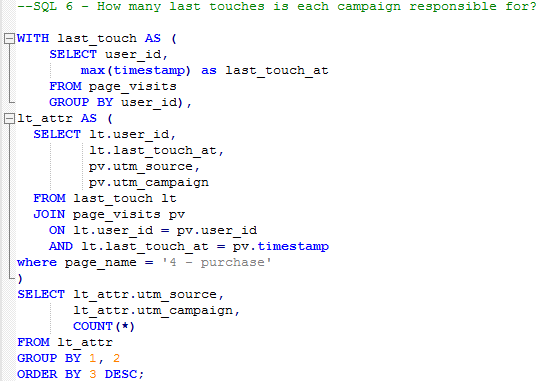 --SQL 6 - How many last touches is each campaign responsible for?
WITH last_touch AS (
    SELECT user_id,
        max(timestamp) as last_touch_at
    FROM page_visits
    GROUP BY user_id),
lt_attr AS (
  SELECT lt.user_id,
         lt.last_touch_at,
         pv.utm_source,
         pv.utm_campaign
  FROM last_touch lt
  JOIN page_visits pv
    ON lt.user_id = pv.user_id
    AND lt.last_touch_at = pv.timestamp
where page_name = '4 - purchase'
)
SELECT lt_attr.utm_source,
       lt_attr.utm_campaign,
       COUNT(*)
FROM lt_attr
GROUP BY 1, 2
ORDER BY 3 DESC;